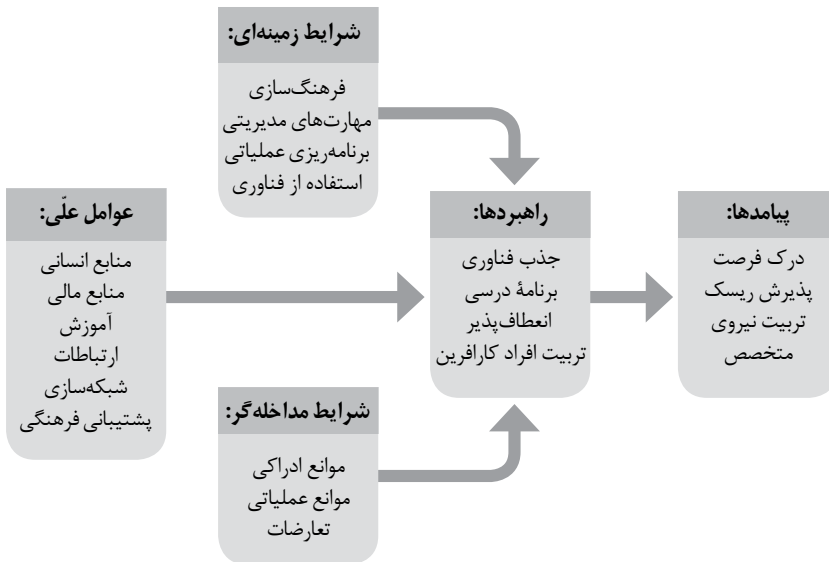 شرایط زمینه‌ای:
فرهنگ‌سازی
مهارت‌های مدیریتی
برنامه‌ریزی عملیاتی
استفاده از فناوری
عوامل علّی:
منابع انسانی
منابع مالی
آموزش
ارتباطات
شبکه‌سازی
پشتیبانی فرهنگی
راهبردها:
جذب فناوری
برنامهٔ درسی
انعطاف‌پذیر
تربیت افراد کارآفرین
پیامدها:
درک فرصت
پذیرش ریسک
تربیت نیروی
متخصص
شرایط مداخله‌گر:
موانع ادراکی
موانع عملیاتی
تعارضات